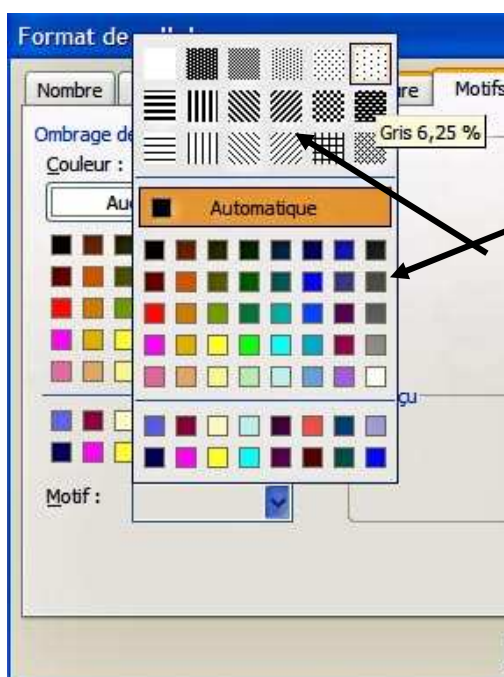 Format de
Nombre
re
Motifs
Gris 6,25 %
Ombrage de
Couleur :
Au
Automatique
çu
Motif :